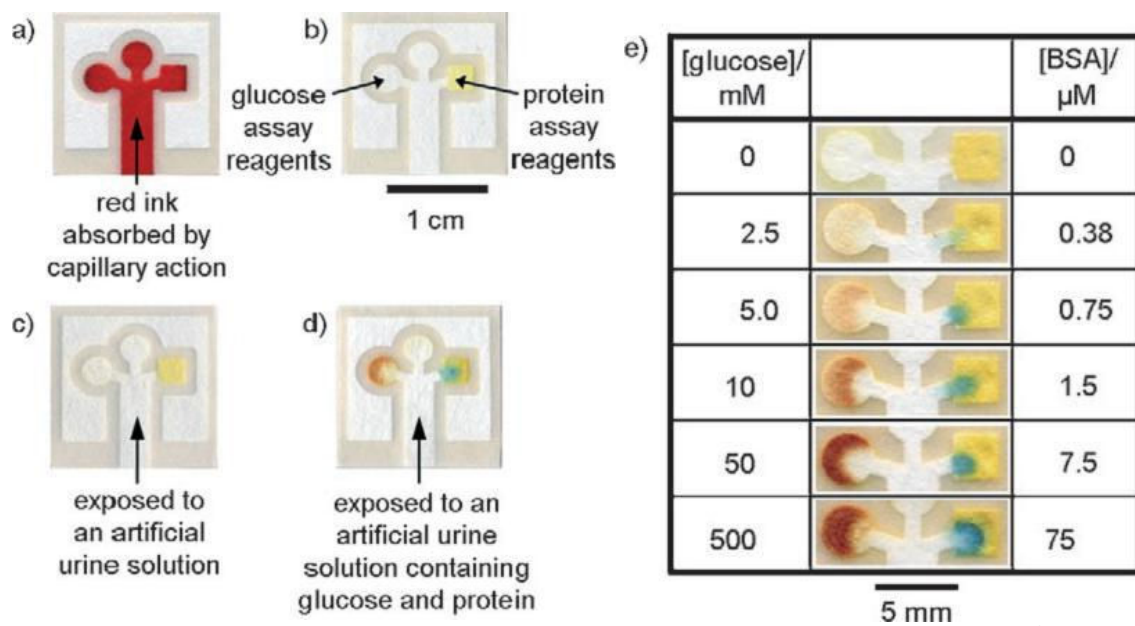 a)
red ink
absorbed by
capillary action
b)
glucose
assay
reagents
protein
assay
reagents
1 cm
c)
exposed to
an artificial
urine solution
d)
exposed to an
artificial urine
solution containing
glucose and protein
e)
[glucose]/
mM
[BSA]/
µM
0
0
2.5
0.38
5.0
0.75
10
1.5
50
7.5
500
75
5 mm